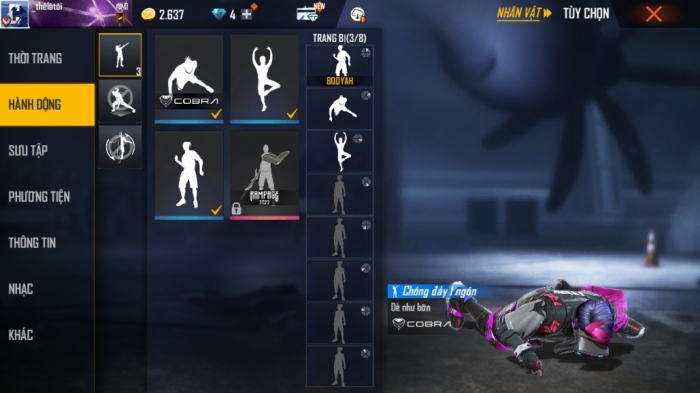 thélàtôi
2.637
4
NEW
NHÂN VẬT
TÙY CHỌN
THỜI TRANG
HÀNH ĐỘNG
SƯU TẬP
PHƯƠNG TIỆN
THÔNG TIN
NHẠC
KHÁC
3
COBRA
RAMPAGE
TRANG BỊ(3/8)
BOOYAH
Chống đẩy 1 ngón
Dễ như bỡn
COBRA